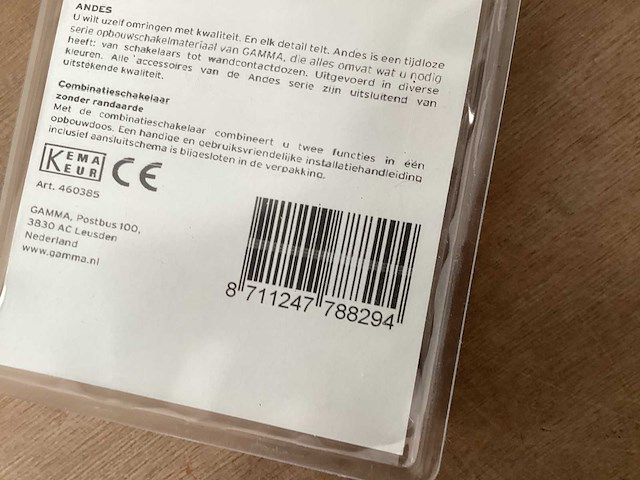 ANDES
U wilt uzelf omringen met kwaliteit. En elk detail telt. Andes is een tijdloze
serie opbouwschakelmateriaal van GAMMA, die alles omvat wat u nodig
heeft: van schakelaars tot wandcontactdozen. Uitgevoerd in diverse
kleuren. Alle accessoires van de Andes serie zijn uitsluitend van
uitstekende kwaliteit.
Combinatieschakelaar
zonder randaarde
Met de combinatieschakelaar combineert u twee functies in één
opbouwdoos. Een handige en gebruiksvriendelijke installatiehandleiding
inclusief aansluitschema is bijgesloten in de verpakking.
KEMA
KEUR
CE
Art. 460385
GAMMA, Postbus 100,
3830 AC Leusden
Nederland
www.gamma.nl
8 711247 788294